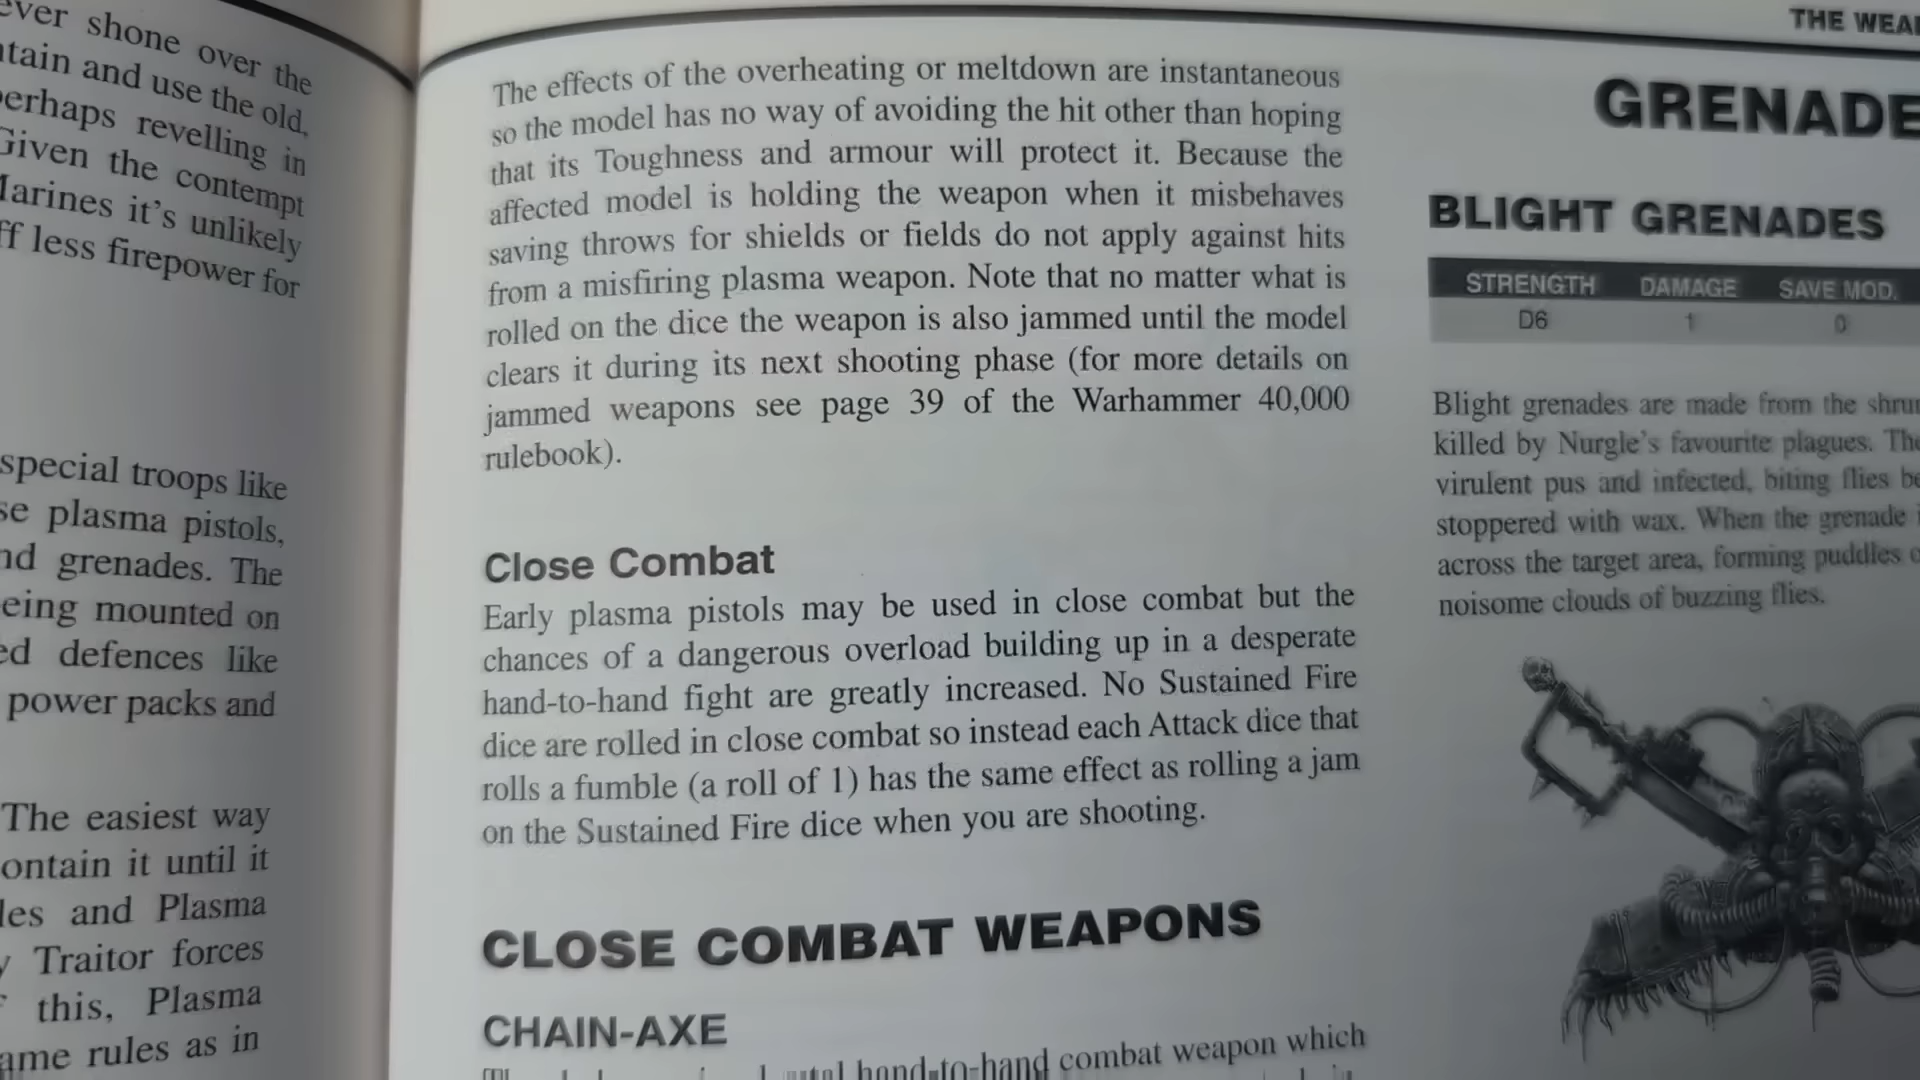 ever shone over the
tain and use the old,
perhaps revelling in
Given the contempt
Marines it's unlikely
ff less firepower for
special troops like
se plasma pistols,
nd grenades. The
eing mounted on
ed defences like
power packs and
The easiest way
ontain it until it
les and Plasma
y Traitor forces
this, Plasma
ame rules as in
The effects of the overheating or meltdown are instantaneous
so the model has no way of avoiding the hit other than hoping
that its Toughness and armour will protect it. Because the
affected model is holding the weapon when it misbehaves
saving throws for shields or fields do not apply against hits
from a misfiring plasma weapon. Note that no matter what is
rolled on the dice the weapon is also jammed until the model
clears it during its next shooting phase (for more details on
jammed weapons see page 39 of the Warhammer 40,000
rulebook).
Close Combat
Early plasma pistols may be used in close combat but the
chances of a dangerous overload building up in a desperate
hand-to-hand fight are greatly increased. No Sustained Fire
dice are rolled in close combat so instead each Attack dice that
rolls a fumble (a roll of 1) has the same effect as rolling a jam
on the Sustained Fire dice when you are shooting.
CLOSE COMBAT WEAPONS
CHAIN-AXE
hand-to-hand combat weapon which
THE WEA
GRENADE
BLIGHT GRENADES
STRENGTH DAMAGE SAVE MOD.
D6 1 0
Blight grenades are made from the shru
killed by Nurgle's favourite plagues. The
virulent pus and infected, biting flies be
stoppered with wax. When the grenade i
across the target area, forming puddles o
noisome clouds of buzzing flies.